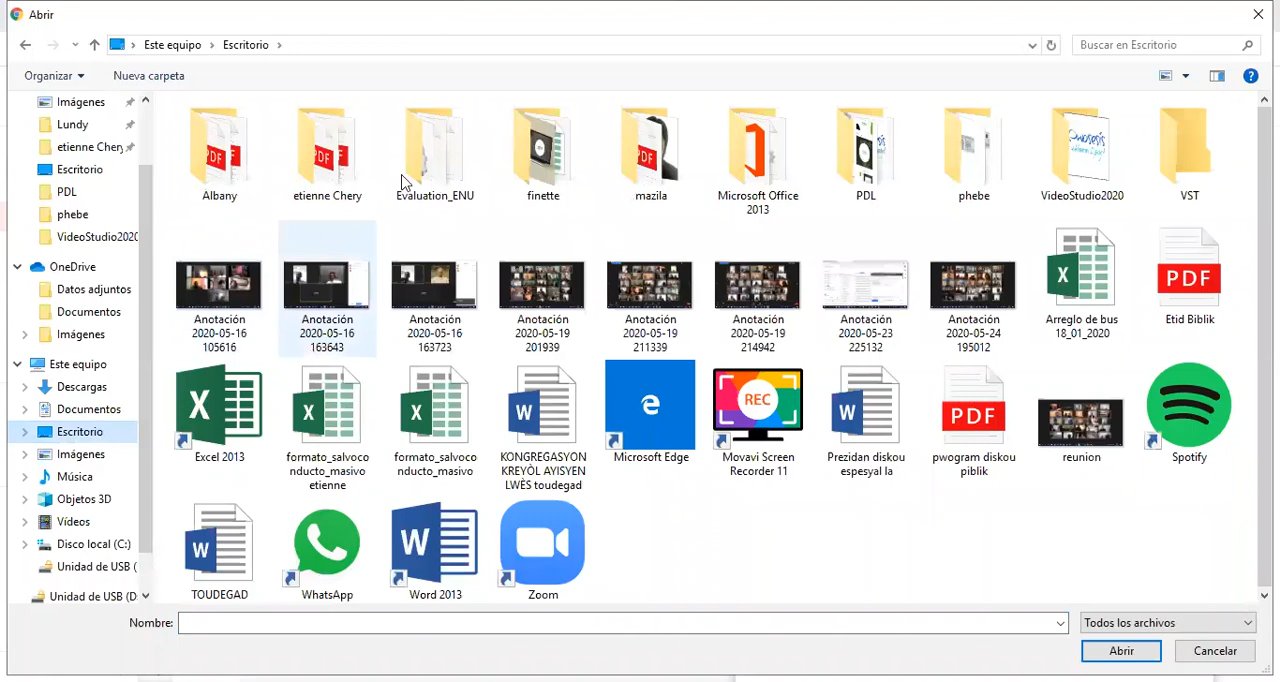 Abrir
Este equipo
Escritorio
Buscar en Escritorio
Organizar
Nueva carpeta
Imágenes
Lundy
etienne Chery
Escritorio
PDL
phebe
VideoStudio2020
OneDrive
Datos adjuntos
Documentos
Imágenes
Este equipo
Descargas
Documentos
Escritorio
Imágenes
Música
Objetos 3D
Vídeos
Disco local (C:)
Unidad de USB (
Unidad de USB (D:
Albany
etienne Chery
Evaluation_ENU
finette
mazila
Microsoft Office
2013
PDL
phebe
VideoStudio2020
VST
Anotación
2020-05-16
105616
Anotación
2020-05-16
163643
Anotación
2020-05-16
163723
Anotación
2020-05-19
201939
Anotación
2020-05-19
211339
Anotación
2020-05-19
214942
Anotación
2020-05-23
225132
Anotación
2020-05-24
195012
Arreglo de bus
18_01_2020
PDF
Etid Biblik
Excel 2013
formato_salvoco
nducto_masivo
etienne
formato_salvoco
nducto_masivo
KONGREGASYON
KREYÒL AYISYEN
LWÈS toudegad
Microsoft Edge
REC
Movavi Screen
Recorder 11
Prezidan diskou
espesyal la
PDF
pwogram diskou
piblik
reunion
Spotify
TOUDEGAD
WhatsApp
Word 2013
Zoom
Nombre:
Todos los archivos
Abrir
Cancelar